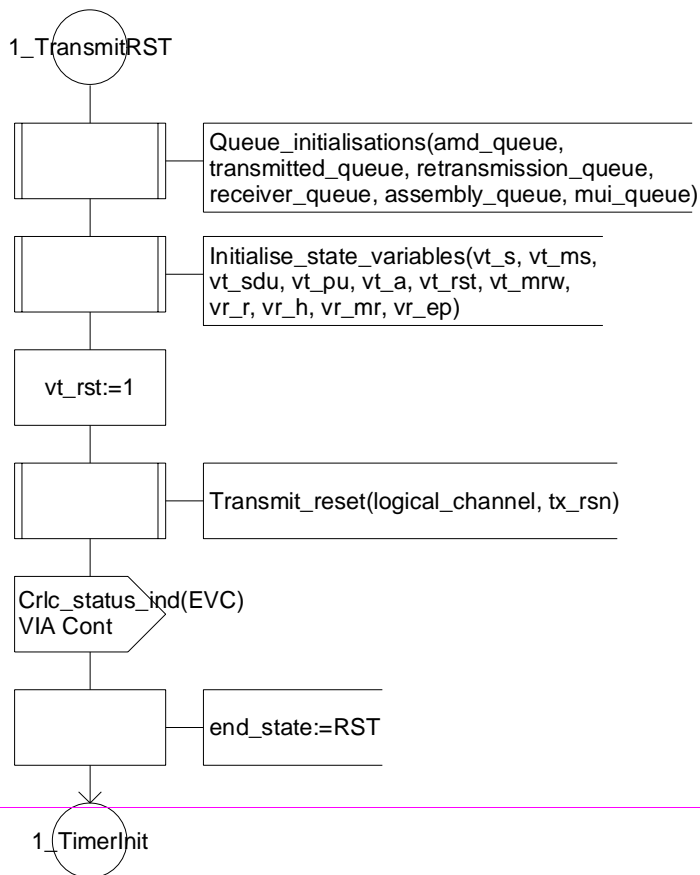 1_TransmitRST
Queue_initialisations(amd_queue,
transmitted_queue, retransmission_queue,
receiver_queue, assembly_queue, mui_queue)
Initialise_state_variables(vt_s, vt_ms,
vt_sdu, vt_pu, vt_a, vt_rst, vt_mrw,
vr_r, vr_h, vr_mr, vr_ep)
vt_rst:=1
Transmit_reset(logical_channel, tx_rsn)
Crlc_status_ind(EVC)
VIA Cont
end_state:=RST
1_TimerInit